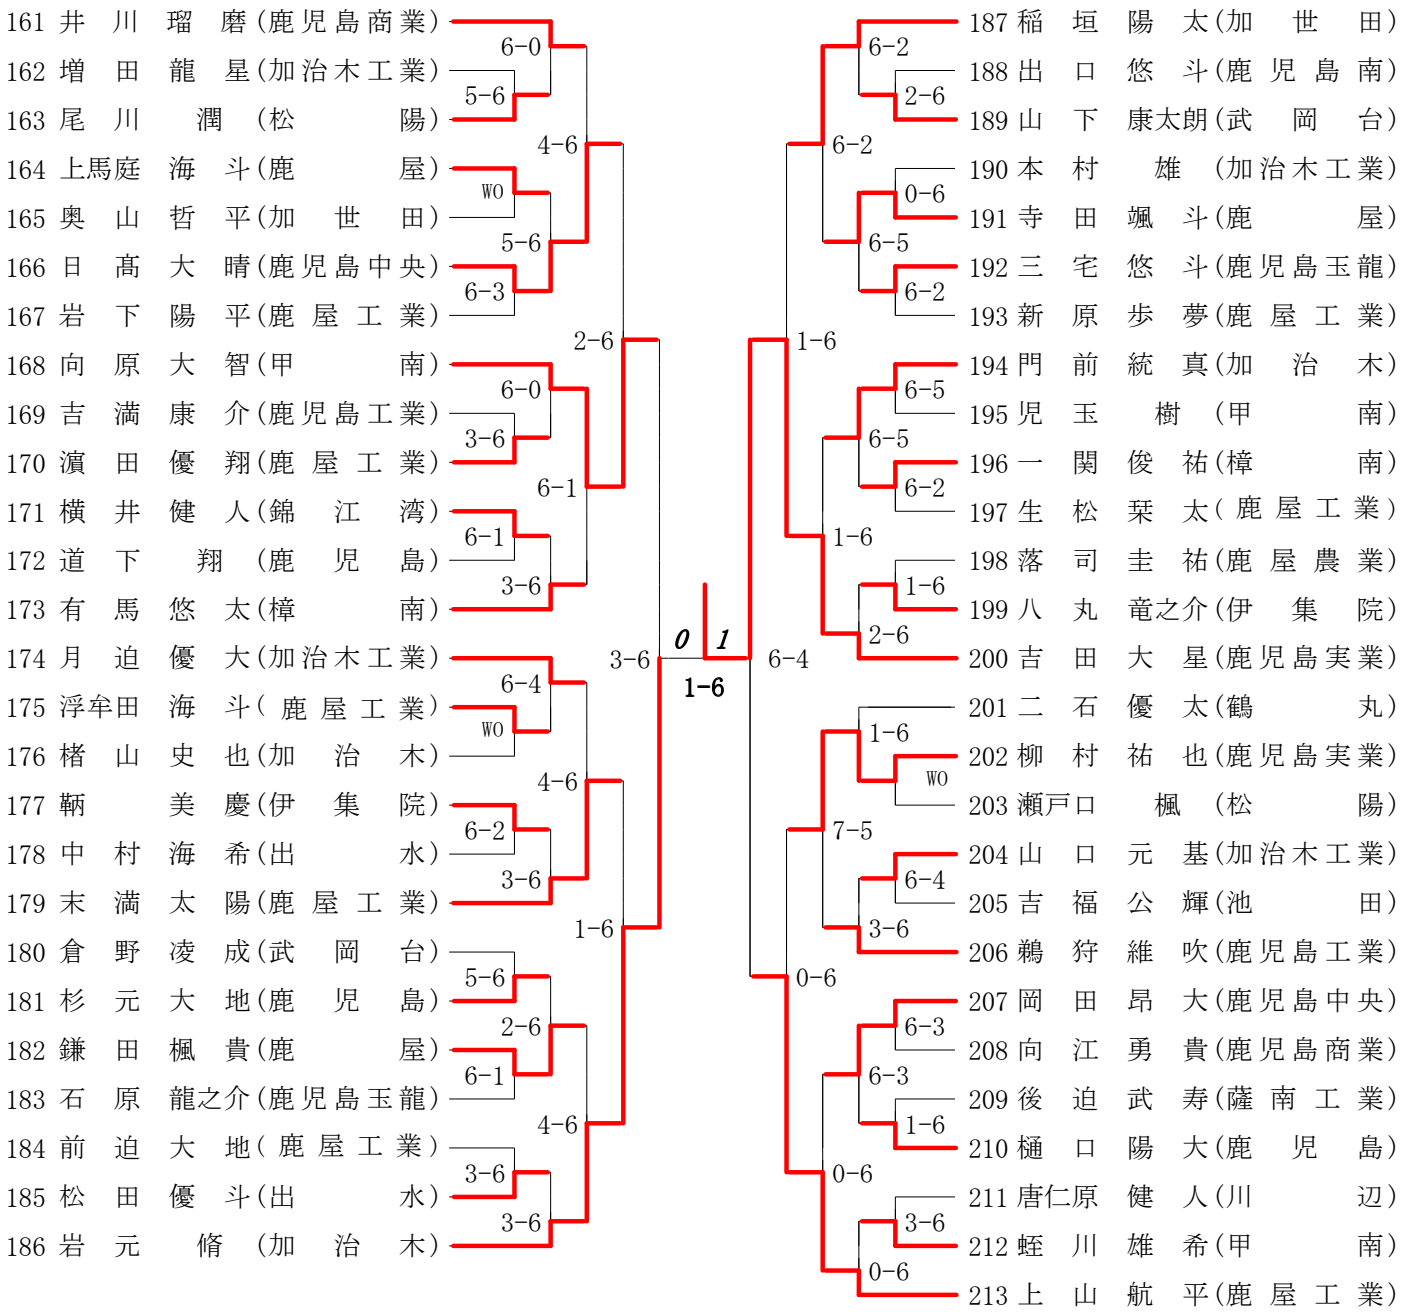 161 井川瑠磨(鹿児島商業)
162 増田龍星(加治木工業)
163 尾川潤(松陽)
164 上馬庭海斗(鹿屋)
165 奥山哲平(加世田)
166 日髙大晴(鹿児島中央)
167 岩下陽平(鹿屋工業)
168 向原大智(甲南)
169 吉満康介(鹿児島工業)
170 濵田優翔(鹿屋工業)
171 横井健人(錦江湾)
172 道下翔(鹿児島)
173 有馬悠太(樟南)
174 月迫優大(加治木工業)
175 浮牟田海斗(鹿屋工業)
176 楮山史也(加治木)
177 鞆美慶(伊集院)
178 中村海希(出水)
179 末満太陽(鹿屋工業)
180 倉野凌成(武岡台)
181 杉元大地(鹿児島)
182 鎌田楓貴(鹿屋)
183 石原龍之介(鹿児島玉龍)
184 前迫大地(鹿屋工業)
185 松田優斗(出水)
186 岩元脩(加治木)
6-0
5-6
4-6
WO
5-6
6-3
2-6
6-0
3-6
6-1
6-1
3-6
3-6
6-4
WO
4-6
6-2
3-6
1-6
5-6
2-6
6-1
4-6
3-6
3-6
0 1
1-6
6-2
2-6
6-2
0-6
6-5
6-2
1-6
6-5
6-5
6-2
1-6
1-6
2-6
6-4
1-6
WO
7-5
6-4
3-6
0-6
6-3
6-3
1-6
0-6
3-6
0-6
187 稲垣陽太(加世田)
188 出口悠斗(鹿児島南)
189 山下康太朗(武岡台)
190 本村雄(加治木工業)
191 寺田颯斗(鹿屋)
192 三宅悠斗(鹿児島玉龍)
193 新原歩夢(鹿屋工業)
194 門前統真(加治木)
195 児玉樹(甲南)
196 一関俊祐(樟南)
197 生松栞太(鹿屋工業)
198 落司圭祐(鹿屋農業)
199 八丸竜之介(伊集院)
200 吉田大星(鹿児島実業)
201 二石優太(鶴丸)
202 柳村祐也(鹿児島実業)
203 瀬戸口楓(松陽)
204 山口元基(加治木工業)
205 吉福公輝(池田)
206 鵜狩維吹(鹿児島工業)
207 岡田昂大(鹿児島中央)
208 向江勇貴(鹿児島商業)
209 後迫武寿(薩南工業)
210 樋口陽大(鹿児島)
211 唐仁原健人(川辺)
212 蛭川雄希(甲南)
213 上山航平(鹿屋工業)